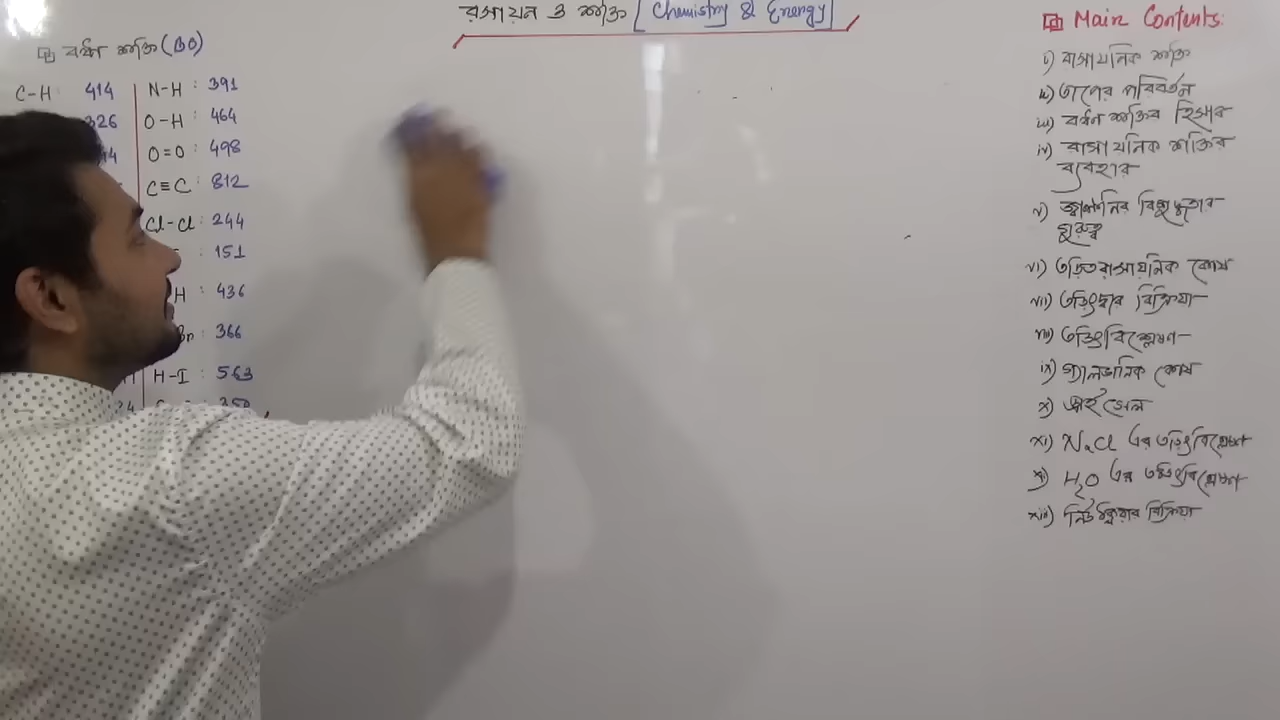 রসায়ন ও শক্তি [Chemistry & Energy]
বন্ধন শক্তি (BO)
C-H: 414
326
N-H : 391
O-H : 464
O=O : 498
C≡C : 812
Cl-Cl : 244
: 151
H : 436
: 366
H-I : 563
Main Contents:
i) রাসায়নিক শক্তি
ii) তাপের পরিবর্তন
iii) বন্ধন শক্তির হিসাব
iv) রাসায়নিক শক্তির
ব্যবহার
v) জ্বালানির বিশুদ্ধতার
গুরুত্ব
vi) তড়িতরাসায়নিক কোষ
vii) তড়িৎদ্বার বিক্রিয়া
viii) তড়িৎবিশ্লেষণ
ix) গ্যালভানিক কোষ
x) ড্রাই সেল
xi) NaCl এর তড়িৎবিশ্লেষণ
xii) H₂O এর তড়িৎবিশ্লেষণ
xiii) নিউক্লিয়ার বিক্রিয়া